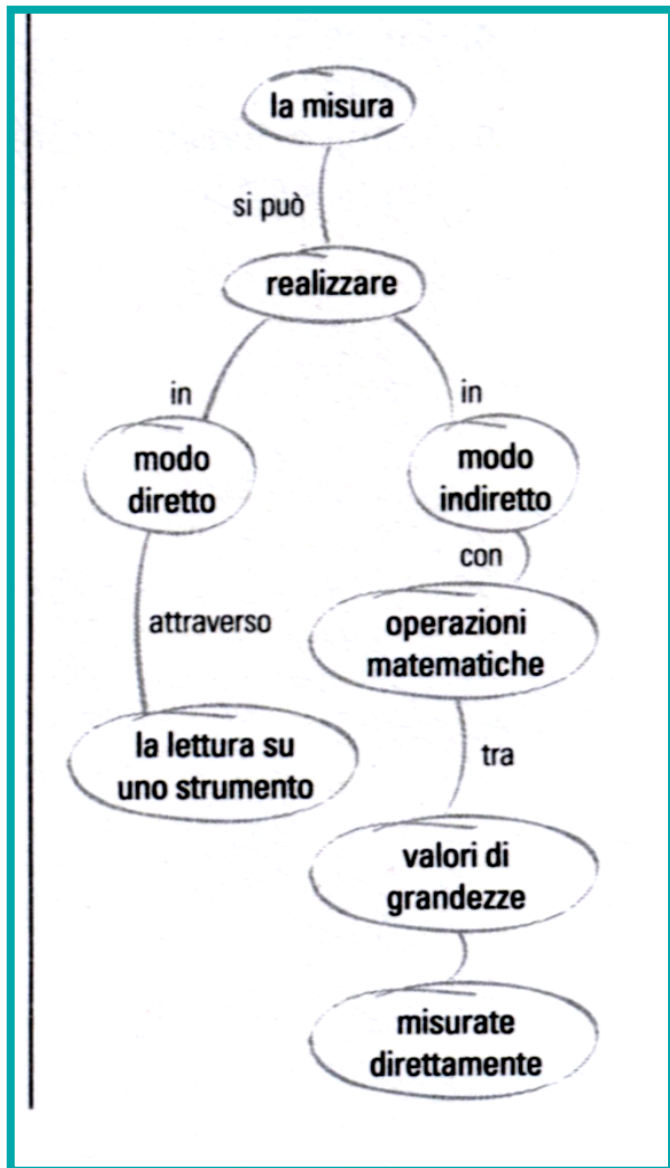 la misura
si può
realizzare
in
in
modo
diretto
modo
indiretto
con
attraverso
operazioni
matematiche
la lettura su
uno strumento
tra
valori di
grandezze
misurate
direttamente